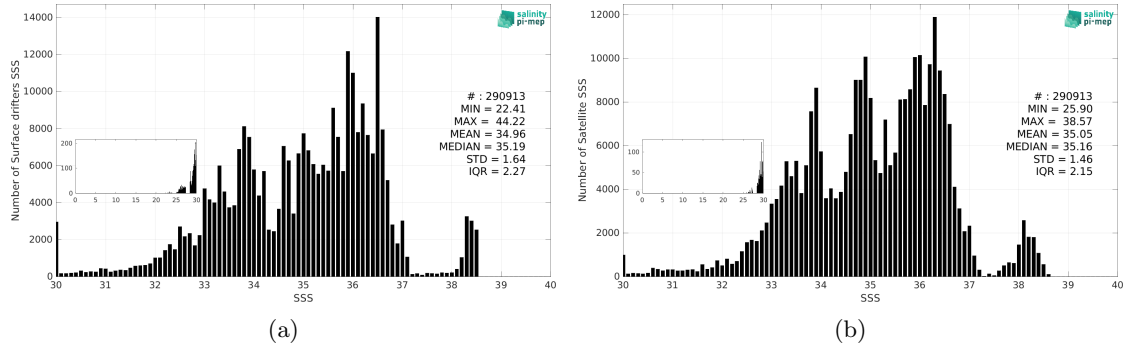 salinity
pi-mep
14000
12000
10000
8000
6000
4000
2000
0
Number of Surface drifters SSS
# : 290913
MIN = 22.41
MAX = 44.22
MEAN = 34.96
MEDIAN = 35.19
STD = 1.64
IQR = 2.27
200
150
100
50
0
0 5 10 15 20 25 30
30 31 32 33 34 35 36 37 38 39 40
SSS
(a)
salinity
pi-mep
12000
10000
8000
6000
4000
2000
0
Number of Satellite SSS
# : 290913
MIN = 25.90
MAX = 38.57
MEAN = 35.05
MEDIAN = 35.16
STD = 1.46
IQR = 2.15
100
50
0
0 5 10 15 20 25 30
30 31 32 33 34 35 36 37 38 39 40
SSS
(b)